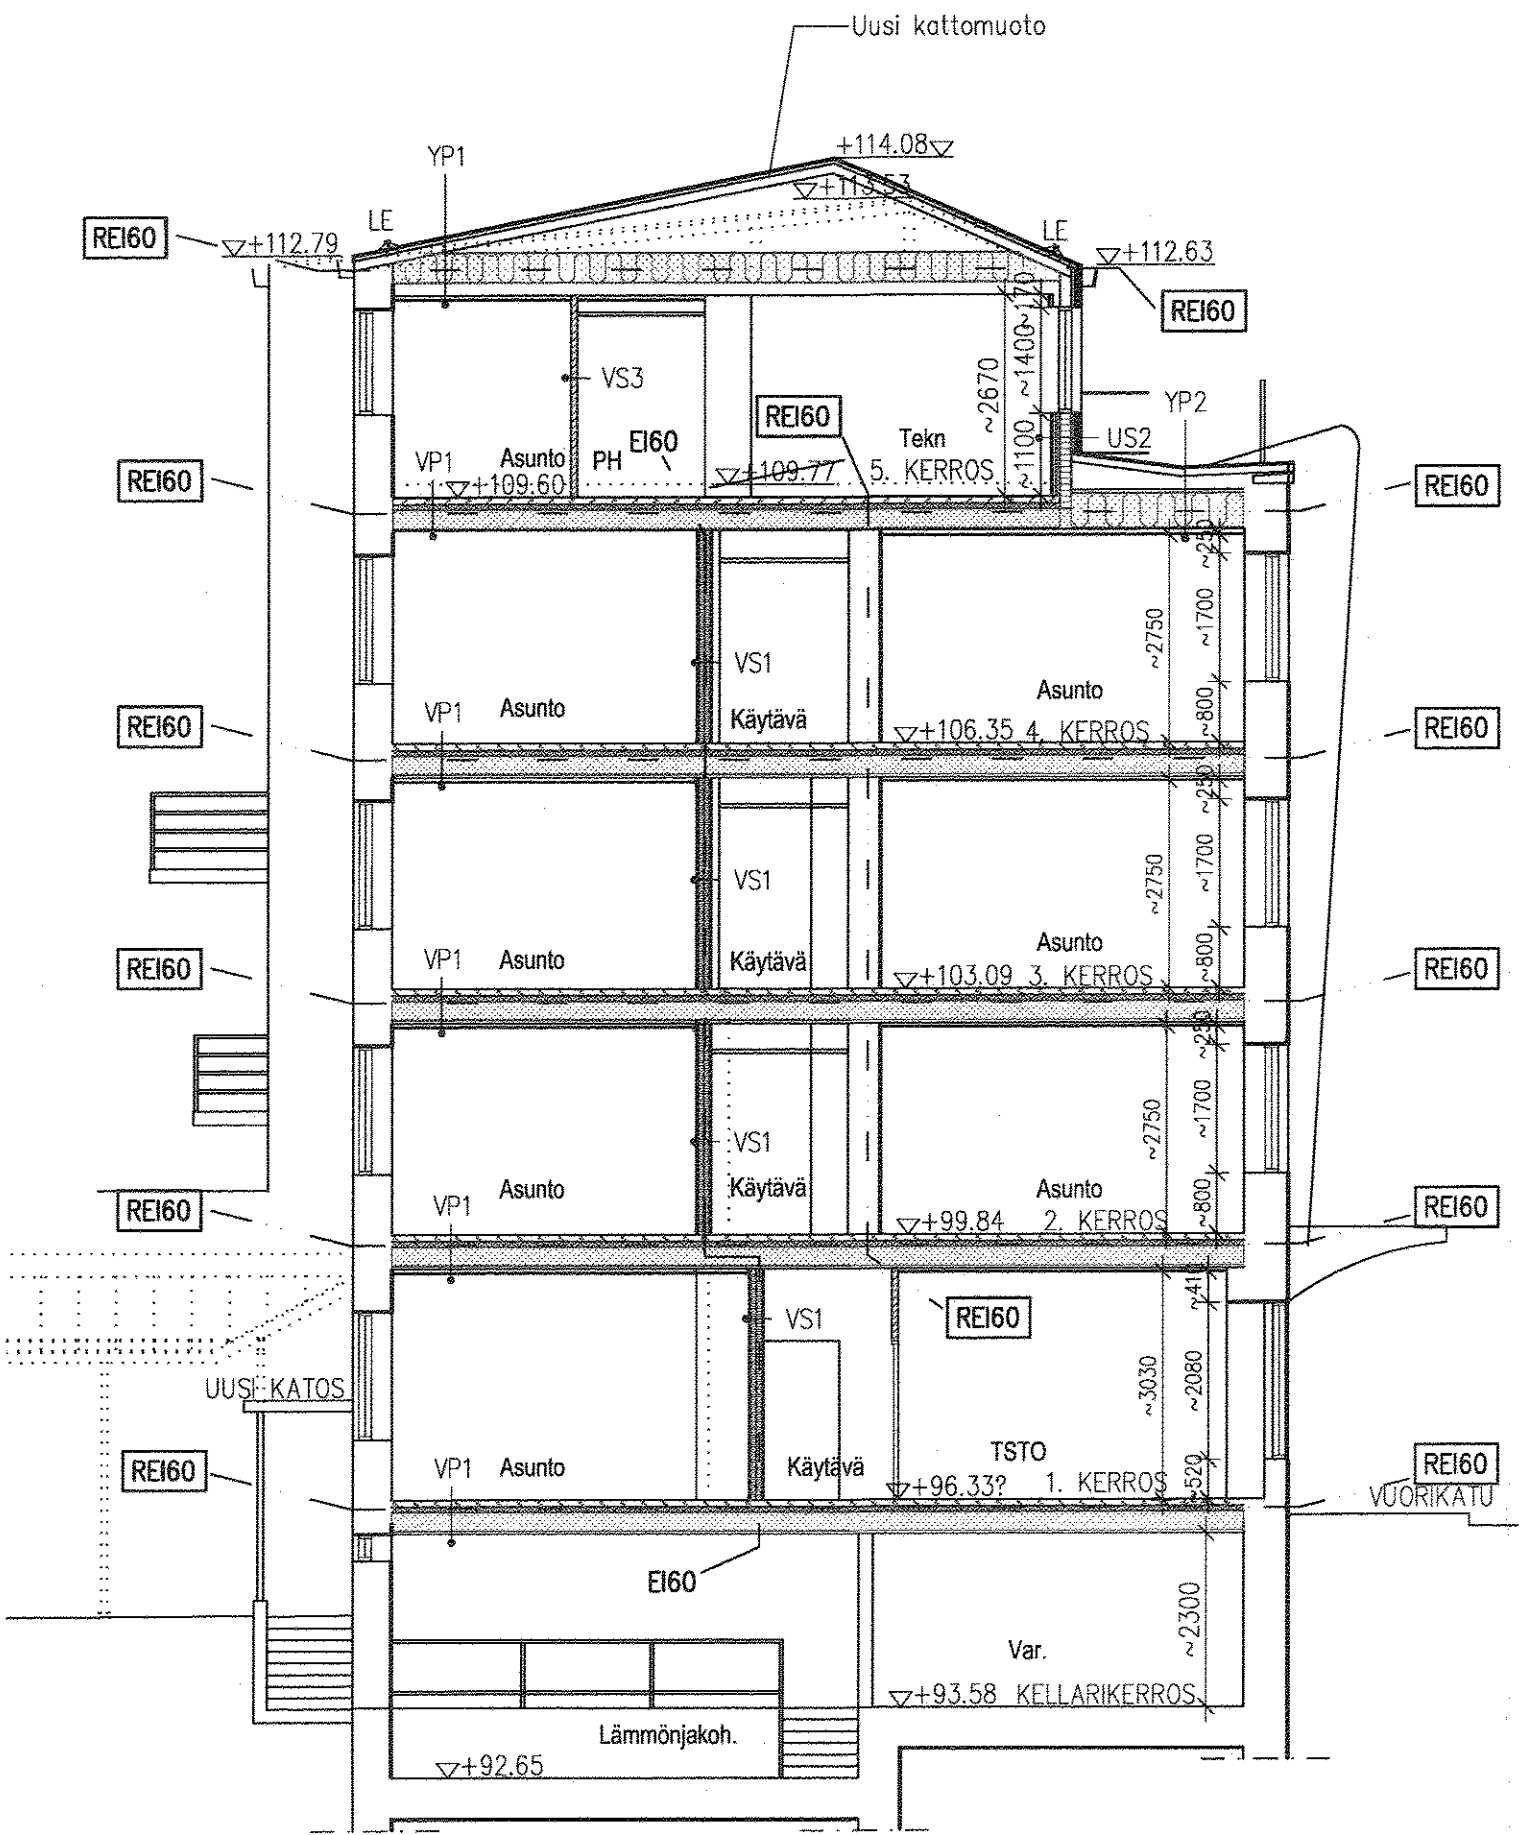 Uusi kattomuoto
+114.08
YP1
+113.53
LE
LE
REI60
+112.79
+112.63
REI60
~170
~1400
~2670
VS3
REI60
YP2
EI60
Tekn
~1100
US2
VP1
Asunto
PH
+109.77
5. KERROS
+109.60
REI60
REI60
~250
~1700
~2750
VS1
Asunto
~800
VP1
Asunto
Käytävä
+106.35 4. KERROS
REI60
REI60
~250
~1700
~2750
VS1
Asunto
~800
VP1
Asunto
Käytävä
+103.09 3. KERROS
REI60
REI60
~250
~1700
~2750
VS1
VP1
Asunto
Käytävä
Asunto
~800
+99.84 2. KERROS
REI60
REI60
~410
VS1
REI60
~2080
~3030
UUSI KATOS
TSTO
VP1
Asunto
Käytävä
~520
REI60
REI60
+96.33? 1. KERROS
VUORIKATU
EI60
~2300
Var.
+93.58 KELLARIKERROS
Lämmönjakoh.
+92.65